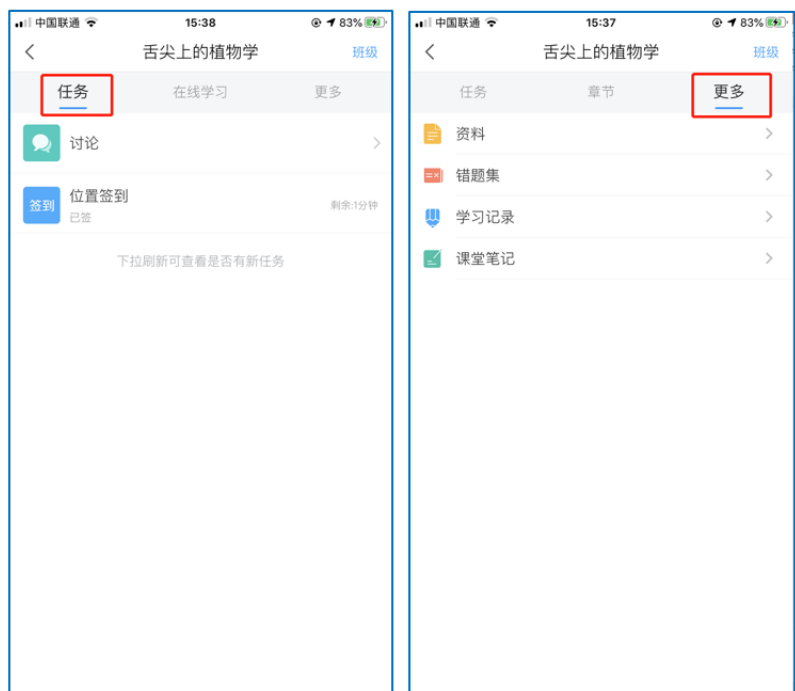 中国联通 15:38 83%
舌尖上的植物学 班级
任务 在线学习 更多
讨论
签到 位置签到 剩余:1分钟
已签
下拉刷新可查看是否有新任务
中国联通 15:37 83%
舌尖上的植物学 班级
任务 章节 更多
资料
错题集
学习记录
课堂笔记